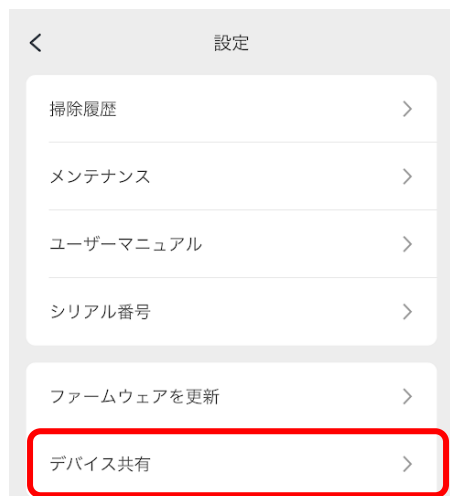 設定
掃除履歴
メンテナンス
ユーザーマニュアル
シリアル番号
ファームウェアを更新
デバイス共有